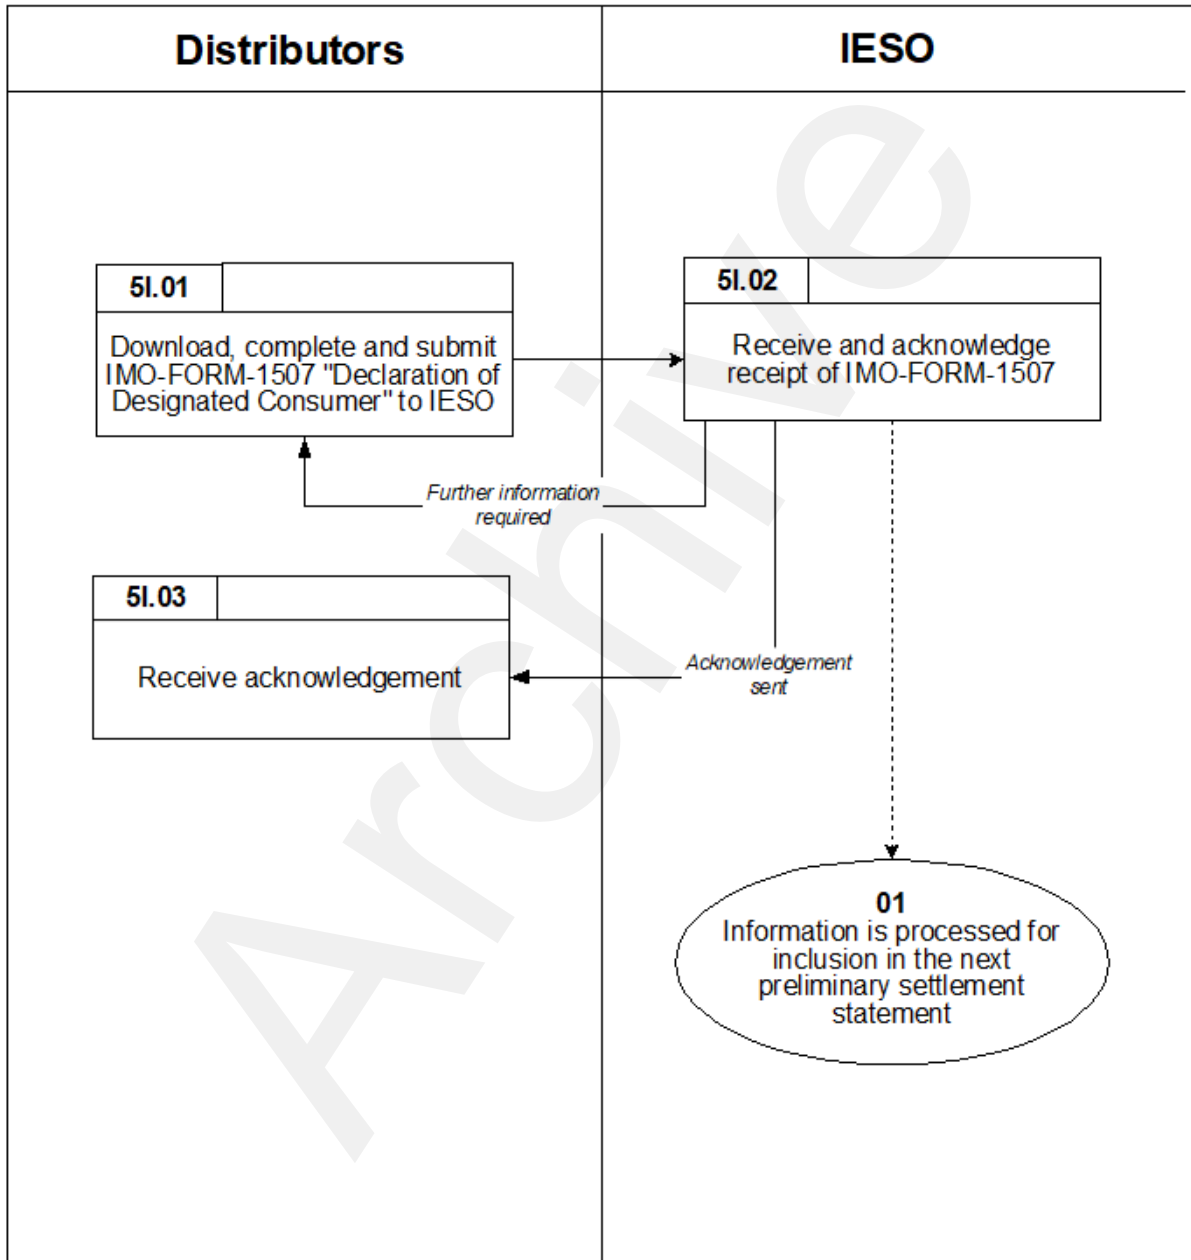 Distributors
IESO
5I.01
Download, complete and submit
IMO-FORM-1507 "Declaration of
Designated Consumer" to IESO
5I.02
Receive and acknowledge
receipt of IMO-FORM-1507
Further information
required
5I.03
Receive acknowledgement
Acknowledgement
sent
01
Information is processed for
inclusion in the next
preliminary settlement
statement
Archive